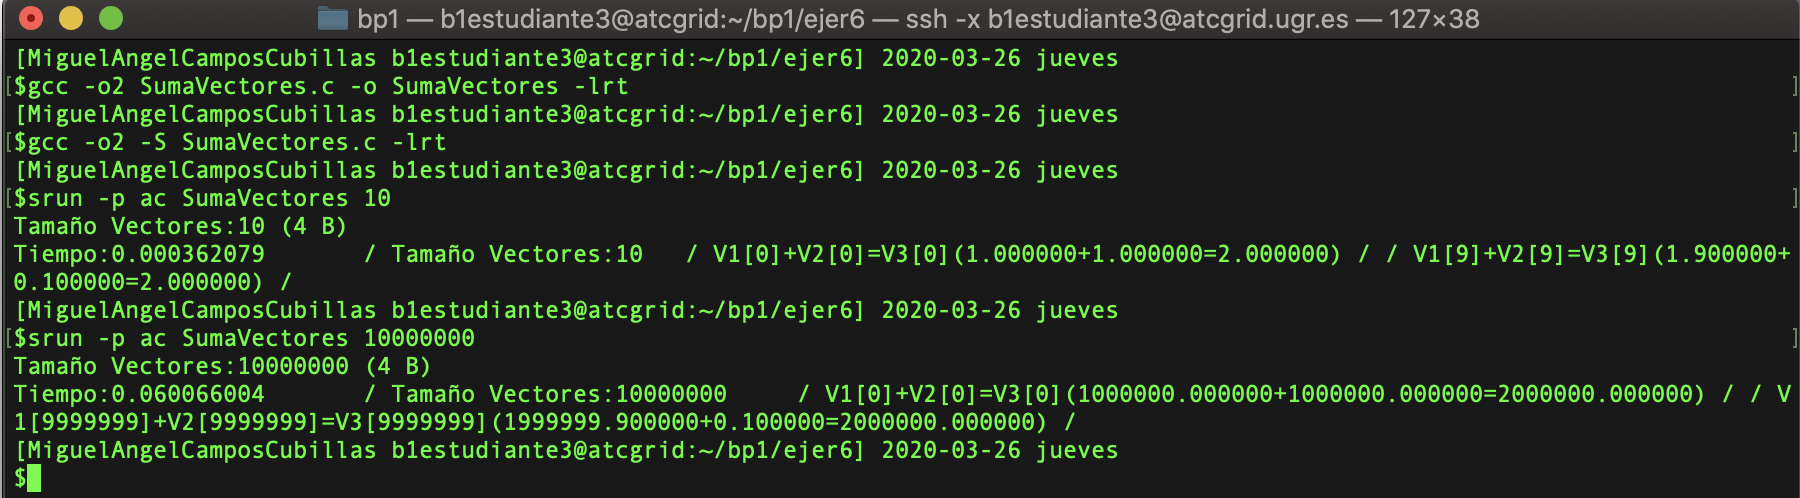 bp1 — b1estudiante3@atcgrid:~/bp1/ejer6 — ssh -x b1estudiante3@atcgrid.ugr.es — 127×38
[MiguelAngelCamposCubillas b1estudiante3@atcgrid:~/bp1/ejer6] 2020-03-26 jueves
[$gcc -o2 SumaVectores.c -o SumaVectores -lrt ]
[MiguelAngelCamposCubillas b1estudiante3@atcgrid:~/bp1/ejer6] 2020-03-26 jueves
[$gcc -o2 -S SumaVectores.c -lrt ]
[MiguelAngelCamposCubillas b1estudiante3@atcgrid:~/bp1/ejer6] 2020-03-26 jueves
[$srun -p ac SumaVectores 10 ]
Tamaño Vectores:10 (4 B)
Tiempo:0.000362079 / Tamaño Vectores:10 / V1[0]+V2[0]=V3[0](1.000000+1.000000=2.000000) / / V1[9]+V2[9]=V3[9](1.900000+
0.100000=2.000000) /
[MiguelAngelCamposCubillas b1estudiante3@atcgrid:~/bp1/ejer6] 2020-03-26 jueves
[$srun -p ac SumaVectores 10000000 ]
Tamaño Vectores:10000000 (4 B)
Tiempo:0.060066004 / Tamaño Vectores:10000000 / V1[0]+V2[0]=V3[0](1000000.000000+1000000.000000=2000000.000000) / / V
1[9999999]+V2[9999999]=V3[9999999](1999999.900000+0.100000=2000000.000000) /
[MiguelAngelCamposCubillas b1estudiante3@atcgrid:~/bp1/ejer6] 2020-03-26 jueves
$